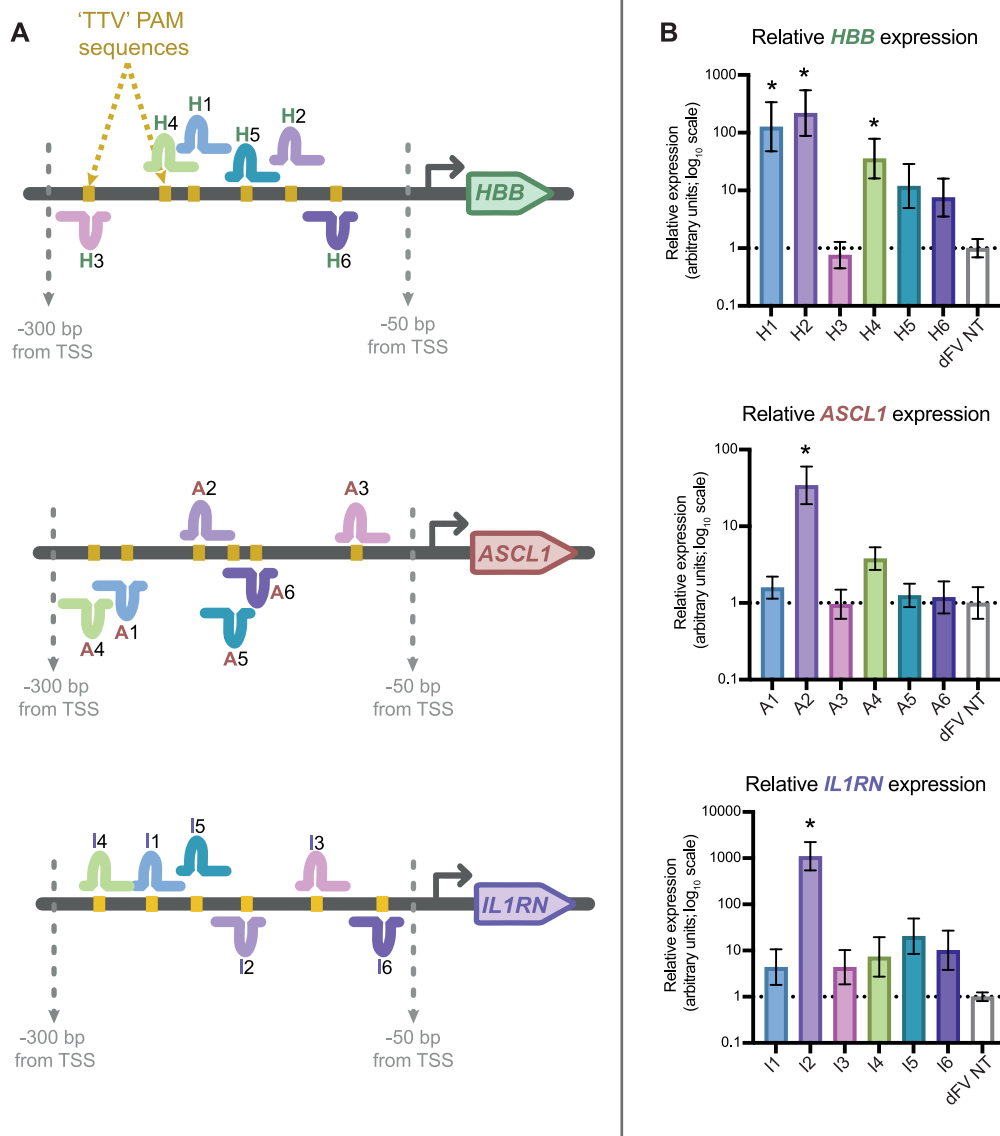 A
'TTV' PAM
sequences
H4
H1
H5
H2
HBB
H3
H6
-300 bp
from TSS
-50 bp
from TSS
A2
A3
ASCL1
A4
A1
A5
A6
-300 bp
from TSS
-50 bp
from TSS
I4
I1
I5
I3
IL1RN
I2
I6
-300 bp
from TSS
-50 bp
from TSS
B
Relative HBB expression
Relative expression
(arbitrary units; log10 scale)
1000
100
10
1
0.1
*
*
*
H1
H2
H3
H4
H5
H6
dFV NT
Relative ASCL1 expression
Relative expression
(arbitrary units; log10 scale)
100
10
1
0.1
*
A1
A2
A3
A4
A5
A6
dFV NT
Relative IL1RN expression
Relative expression
(arbitrary units; log10 scale)
10000
1000
100
10
1
0.1
*
I1
I2
I3
I4
I5
I6
dFV NT